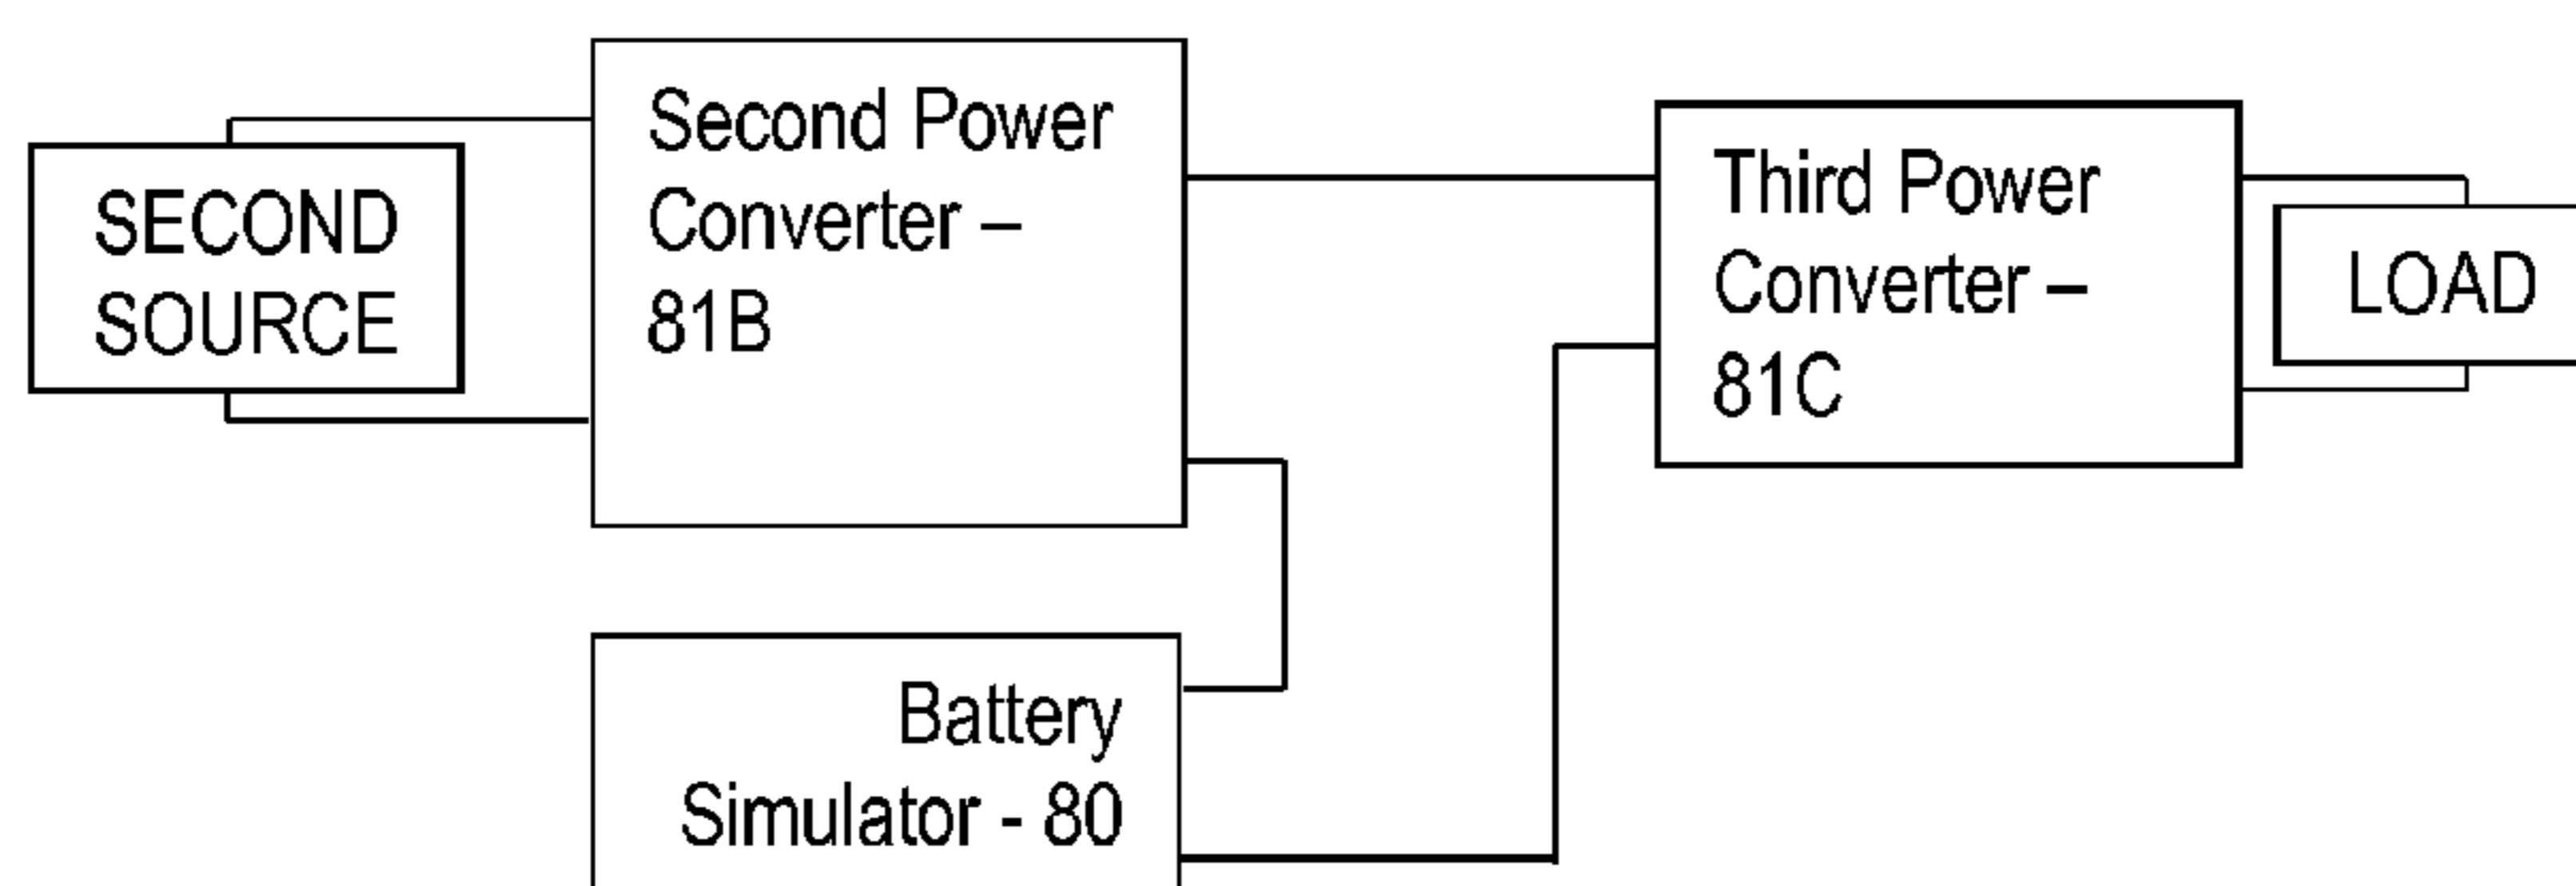 SECOND
SOURCE
Second Power
Converter –
81B
Third Power
Converter –
81C
LOAD
Battery
Simulator - 80